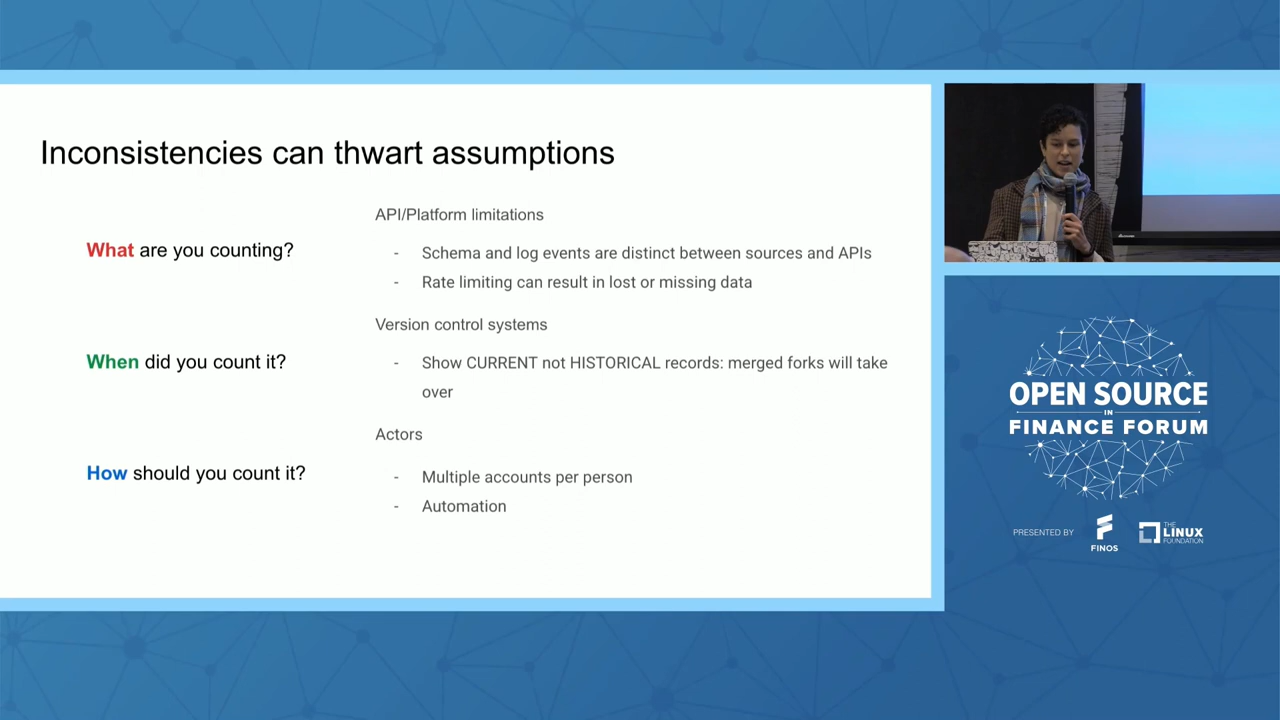 Inconsistencies can thwart assumptions
What are you counting?
When did you count it?
How should you count it?
API/Platform limitations
- Schema and log events are distinct between sources and APIs
- Rate limiting can result in lost or missing data
Version control systems
- Show CURRENT not HISTORICAL records: merged forks will take
over
Actors
- Multiple accounts per person
- Automation
OPEN SOURCE
IN
FINANCE FORUM
PRESENTED BY
FINOS
THE
LINUX
FOUNDATION